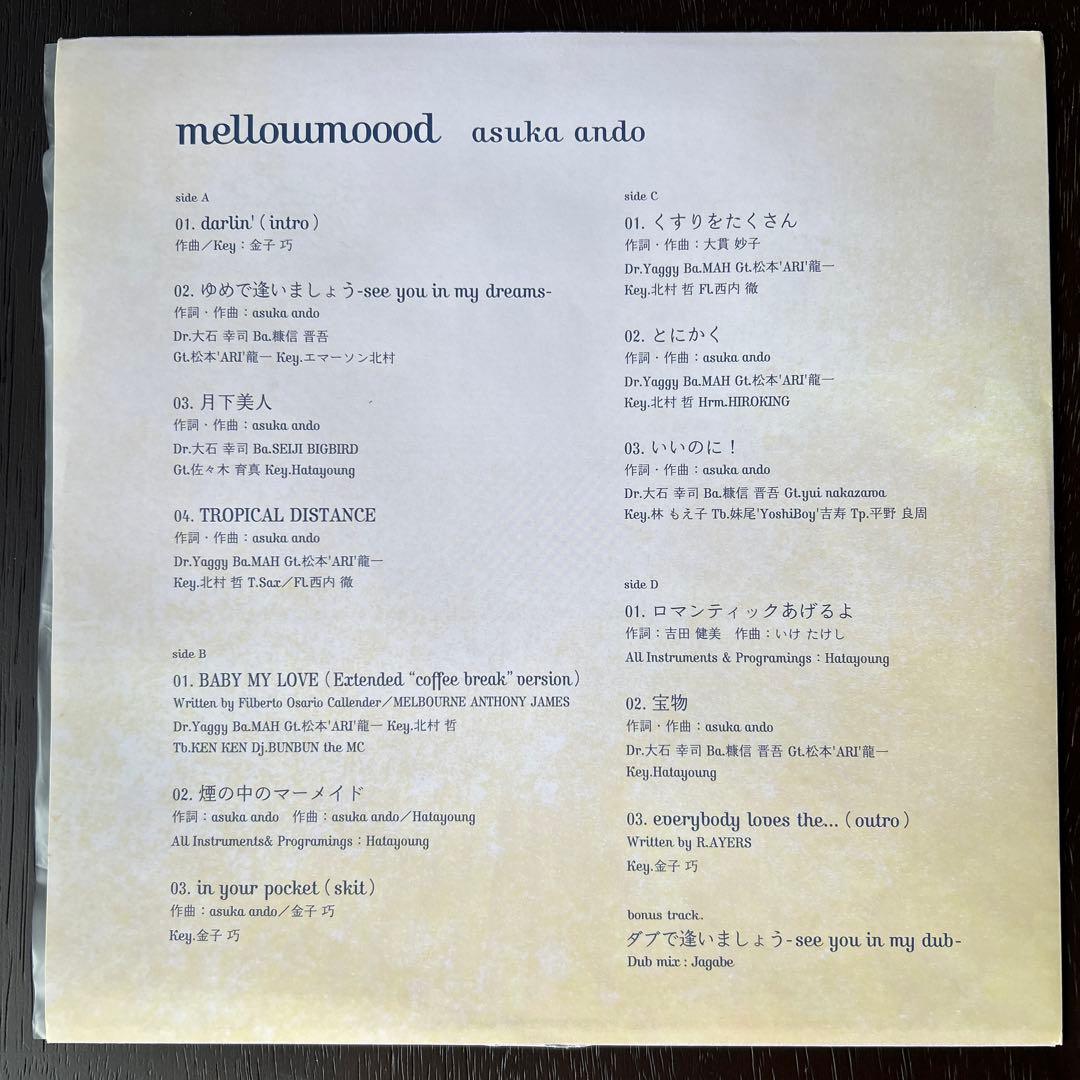 mellowmoood asuka ando
side A
01. darlin' ( intro )
作曲／Key：金子 巧
02. ゆめで逢いましょう-see you in my dreams-
作詞・作曲：asuka ando
Dr.大石 幸司 Ba.糠信 晋吾
Gt.松本'ARI'龍一 Key.エマーソン北村
03. 月下美人
作詞・作曲：asuka ando
Dr.大石 幸司 Ba.SEIJI BIGBIRD
Gt.佐々木 育真 Key.Hatayoung
04. TROPICAL DISTANCE
作詞・作曲：asuka ando
Dr.Yaggy Ba.MAH Gt.松本'ARI'龍一
Key.北村 哲 T.Sax／Fl.西内 徹
side B
01. BABY MY LOVE ( Extended “coffee break” version )
Written by Filberto Osario Callender／MELBOURNE ANTHONY JAMES
Dr.Yaggy Ba.MAH Gt.松本'ARI'龍一 Key.北村 哲
Tb.KEN KEN Dj.BUNBUN the MC
02. 煙の中のマーメイド
作詞：asuka ando 作曲：asuka ando／Hatayoung
All Instruments& Programings：Hatayoung
03. in your pocket ( skit )
作曲：asuka ando／金子 巧
Key.金子 巧
side C
01. くすりをたくさん
作詞・作曲：大貫 妙子
Dr.Yaggy Ba.MAH Gt.松本'ARI'龍一
Key.北村 哲 Fl.西内 徹
02. とにかく
作詞・作曲：asuka ando
Dr.Yaggy Ba.MAH Gt.松本'ARI'龍一
Key.北村 哲 Hrm.HIROKING
03. いいのに！
作詞・作曲：asuka ando
Dr.大石 幸司 Ba.糠信 晋吾 Gt.yui nakazawa
Key.林 もえ子 Tb.妹尾'YoshiBoy'吉寿 Tp.平野 良周
side D
01. ロマンティックあげるよ
作詞：吉田 健美 作曲：いけ たけし
All Instruments & Programings：Hatayoung
02. 宝物
作詞・作曲：asuka ando
Dr.大石 幸司 Ba.糠信 晋吾 Gt.松本'ARI'龍一
Key.Hatayoung
03. everybody loves the... ( outro )
Written by R.AYERS
Key.金子 巧
bonus track.
ダブで逢いましょう-see you in my dub-
Dub mix : Jagabe